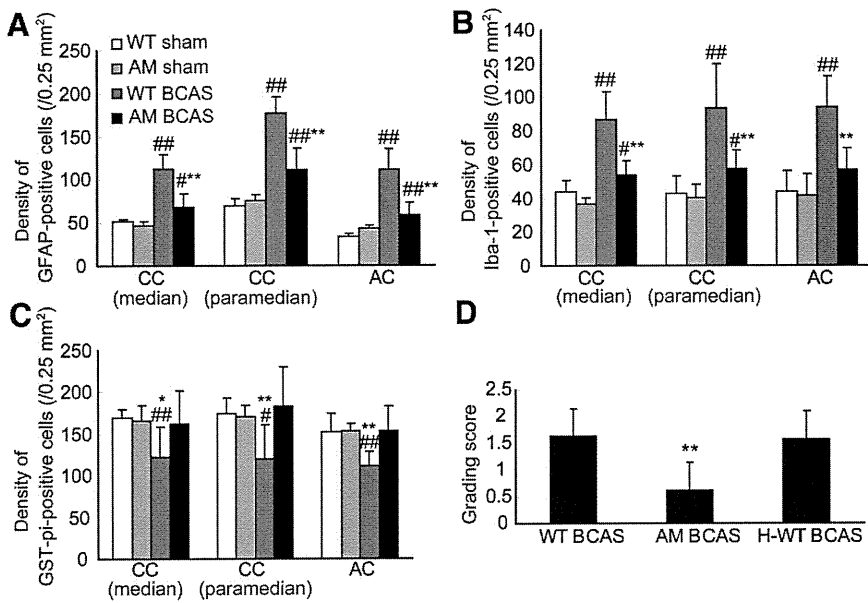 A
Density of
GFAP-positive cells (/0.25 mm²)
WT sham
AM sham
WT BCAS
AM BCAS
250
200
150
100
50
0
##
#**
##
##**
##
##**
CC
(median)
CC
(paramedian)
AC
B
Density of
Iba-1-positive cells (/0.25 mm²)
140
120
100
80
60
40
20
0
##
#**
##
#**
##
**
CC
(median)
CC
(paramedian)
AC
C
Density of
GST-pi-positive cells (/0.25 mm²)
250
200
150
100
50
0
*
##
**
#
**
##
CC
(median)
CC
(paramedian)
AC
D
Grading score
2.5
2
1.5
1
0.5
0
**
WT BCAS
AM BCAS
H-WT BCAS